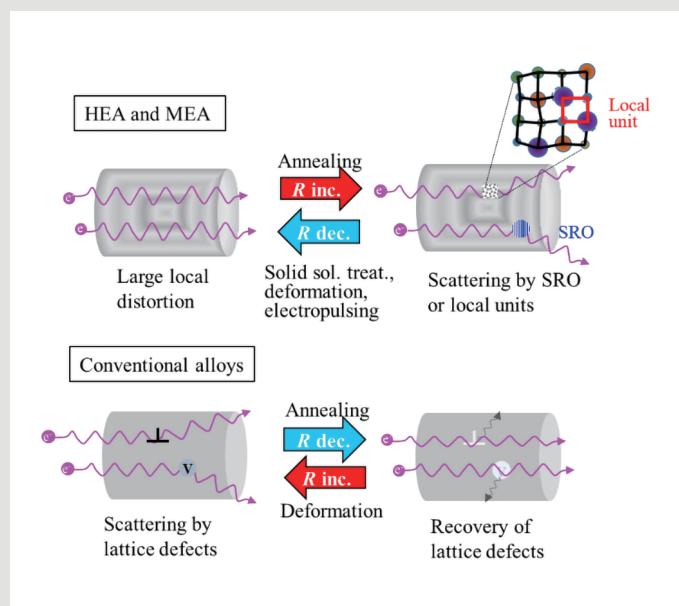 HEA and MEA
Local
unit
Annealing
R inc.
R dec.
e
e
SRO
Large local
distortion
Solid sol. treat.,
deformation,
electropulsing
Scattering by SRO
or local units
Conventional alloys
Annealing
R dec.
R inc.
Deformation
e
e
V
e
e
Scattering by
lattice defects
Recovery of
lattice defects